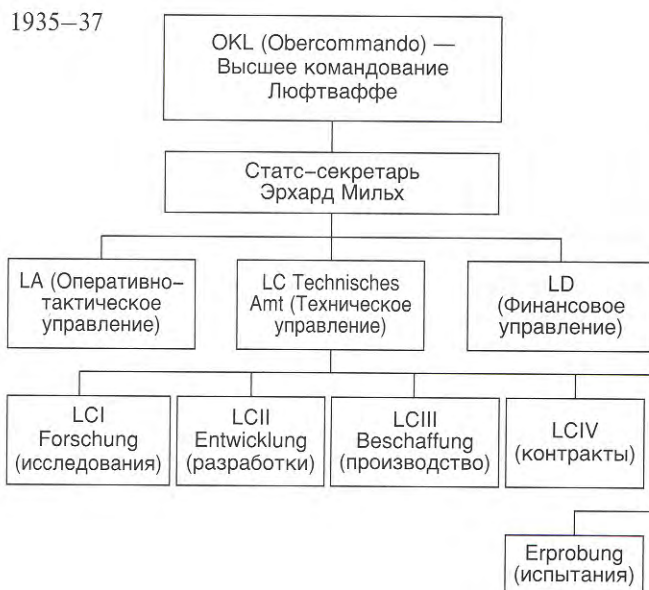 1935–37
OKL (Obercommando) —
Высшее командование
Люфтваффе
Статс–секретарь
Эрхард Мильх
LA (Оперативно–
тактическое
управление)
LC Technisches
Amt (Техническое
управление)
LD
(Финансовое
управление)
LCI
Forschung
(исследования)
LCII
Entwicklung
(разработки)
LCIII
Beschaffung
(производство)
LCIV
(контракты)
Erprobung
(испытания)